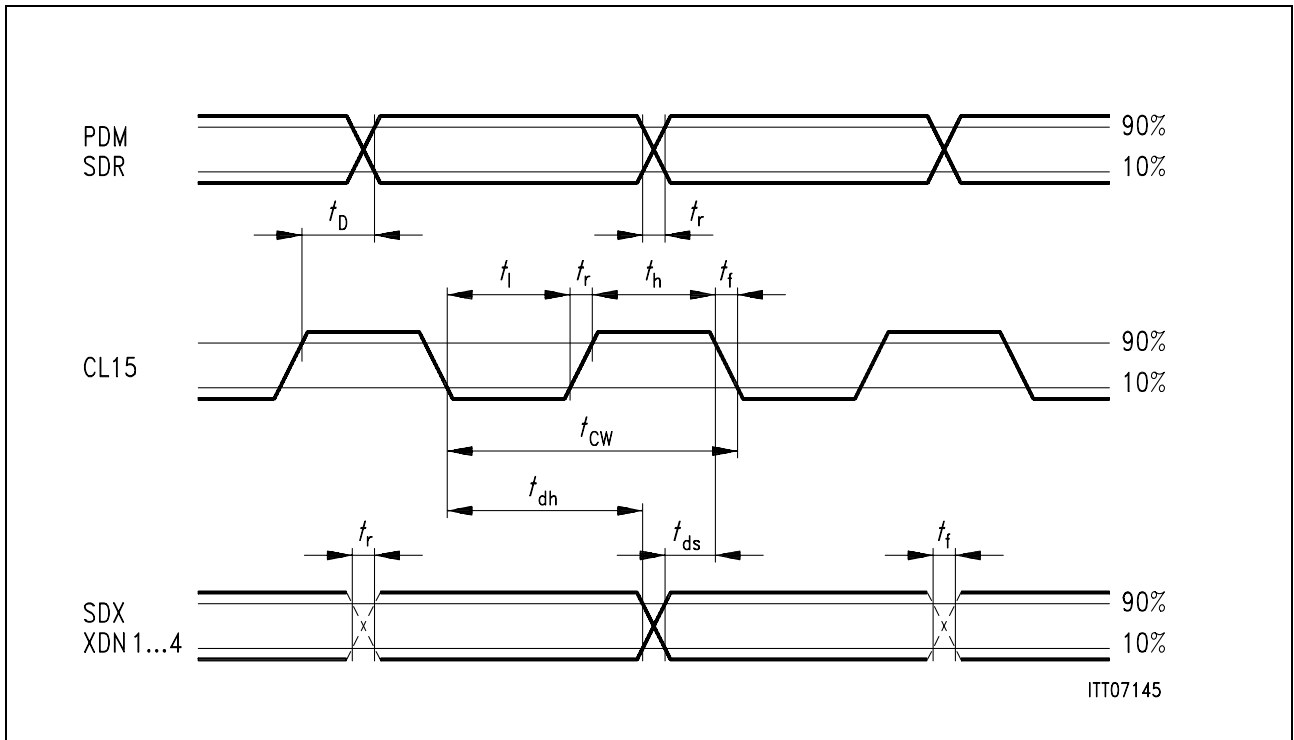 PDM
SDR
90%
10%
tD
tr
tl
tr
th
tf
CL15
90%
10%
tCW
tdh
tr
tds
tf
SDX
XDN 1...4
90%
10%
ITT07145